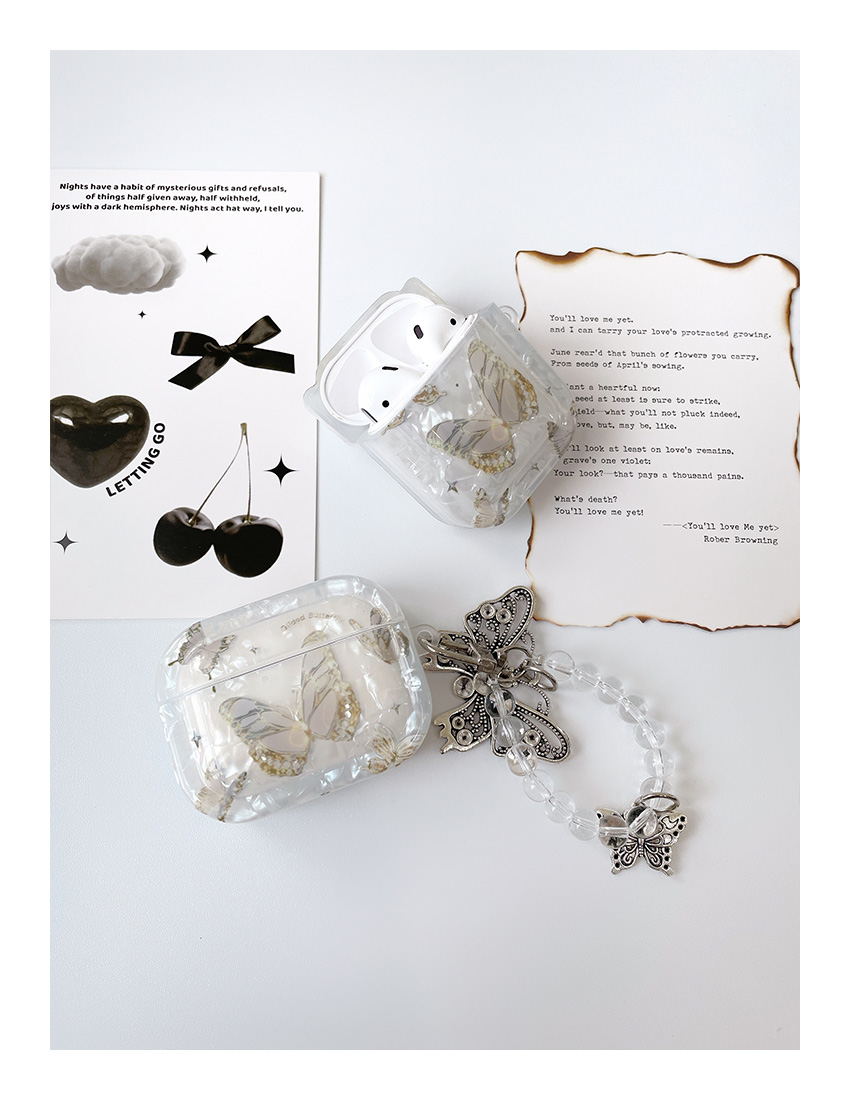 Nights have a habit of mysterious gifts and refusals,
of things half given away, half withheld,
joys with a dark hemisphere. Nights act hat way, I tell you.
LETTING GO
You'll love me yet.
and I can tarry your love's protracted growing.
June rear'd that bunch of flowers you carry,
From seeds of April's sowing.
ant a heartful now:
seed at least is sure to strike,
ield—what you'll not pluck indeed,
ove, but, may be, like.
'll look at least on love's remains,
grave's one violet:
Your look?—that pays a thousand pains.
What's death?
You'll love me yet!
——<You'll love Me yet>
Rober Browning